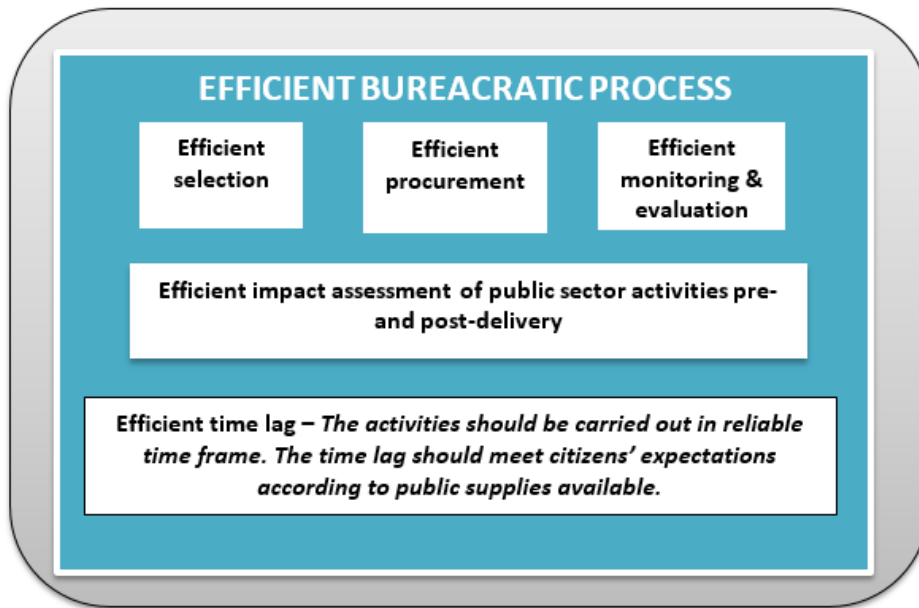 EFFICIENT BUREACRATIC PROCESS
Efficient
selection
Efficient
procurement
Efficient
monitoring &
evaluation
Efficient impact assessment of public sector activities pre-
and post-delivery
Efficient time lag – The activities should be carried out in reliable
time frame. The time lag should meet citizens’ expectations
according to public supplies available.